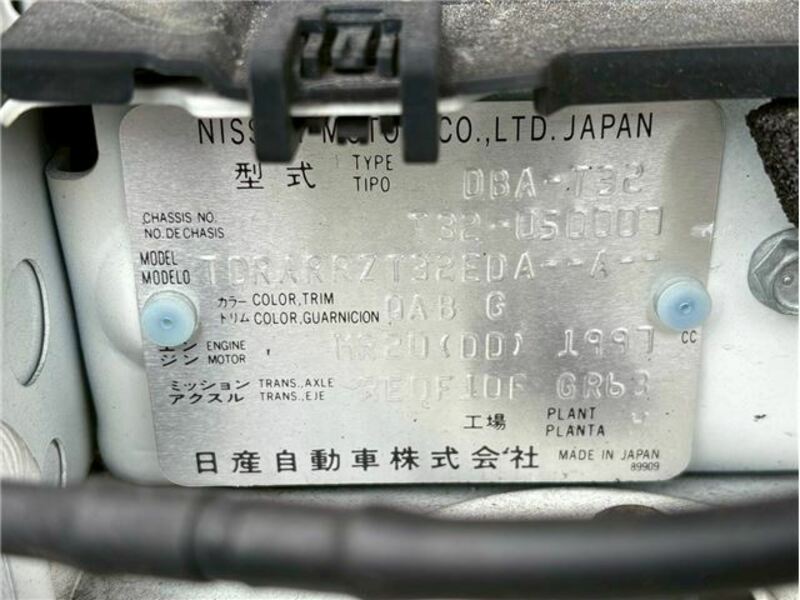 NISSAN MOTOR CO.,LTD. JAPAN
型式 TYPE TIPO DBA-T32
CHASSIS NO. NO.DE CHASIS T32-050007
MODEL MODELO TDRARRZT32EDA--A--
カラー COLOR,TRIM
トリム COLOR,GUARNICION QAB G
エン ENGINE
ジン MOTOR MR20(DD) 1997 CC
ミッション TRANS.,AXLE
アクスル TRANS.,EJE RE0F10F GR63
工場 PLANT PLANTA
日産自動車株式会社 MADE IN JAPAN
89909